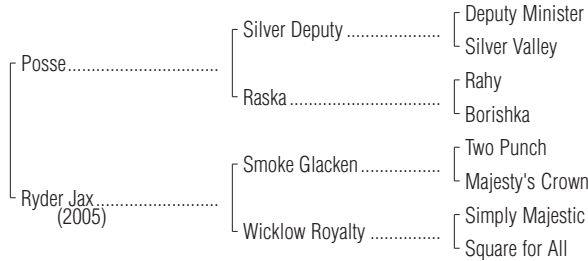 Deputy Minister
Silver Deputy ....................
Silver Valley
Posse.................................
Rahy
Raska ................................
Borishka
Two Punch
Smoke Glacken.................
Majesty's Crown
Ryder Jax..........................
(2005)
Simply Majestic
Wicklow Royalty ...............
Square for All